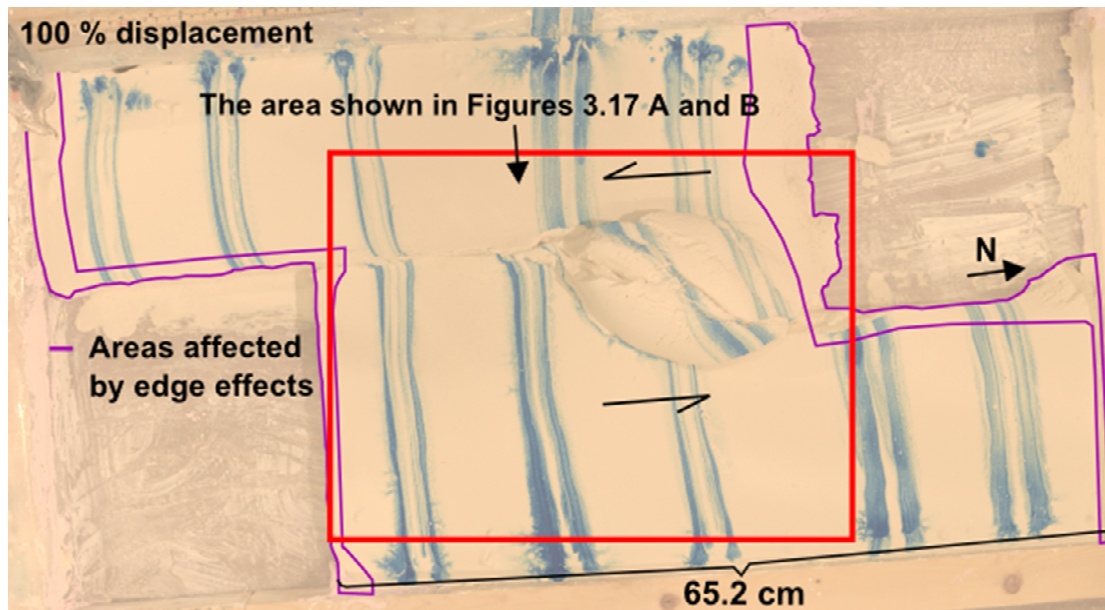 100 % displacement
The area shown in Figures 3.17 A and B
N
Areas affected
by edge effects
65.2 cm